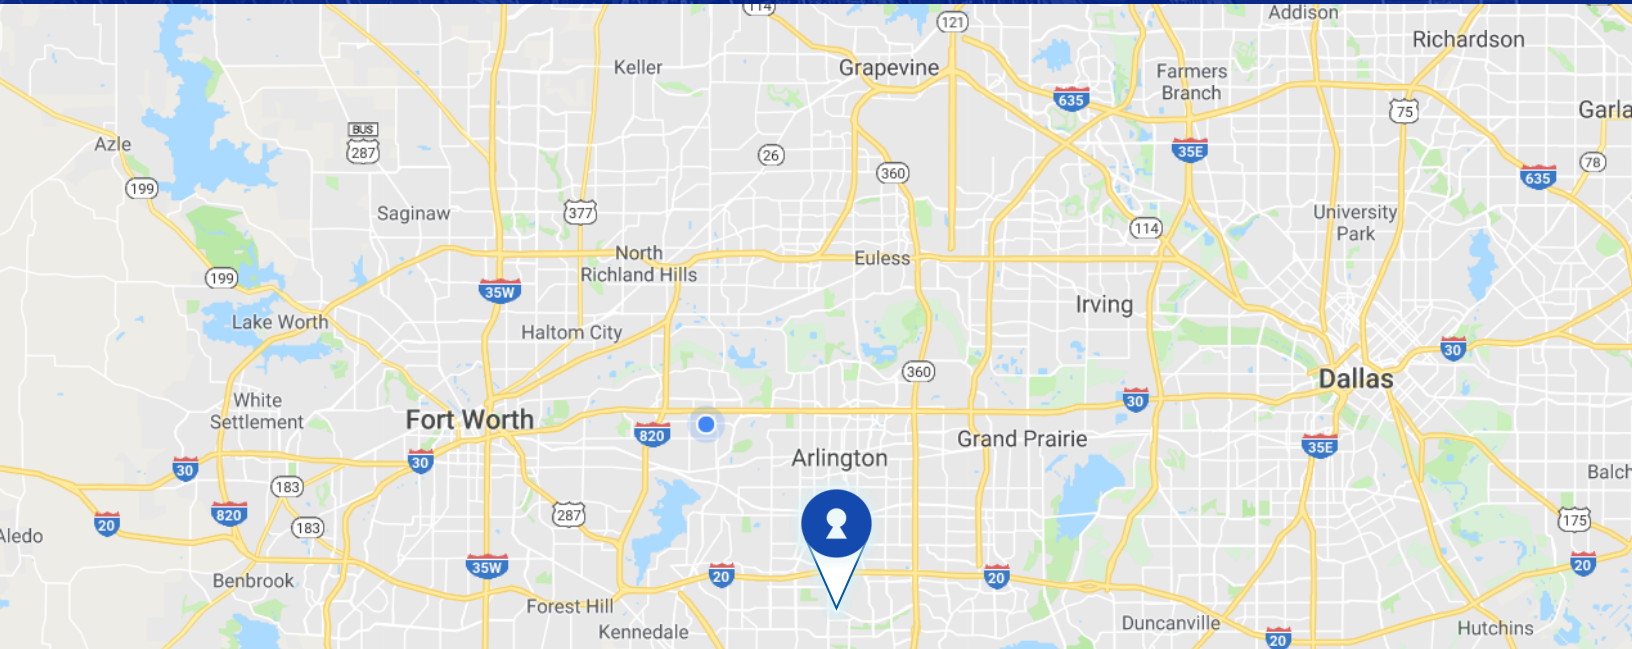 114
121
Addison
Richardson
Keller
Grapevine
Farmers
Branch
635
75
Garla
BUS
287
Azle
26
35E
78
199
360
635
Saginaw
377
University
Park
114
North
Richland Hills
Euless
199
35W
Irving
Lake Worth
Haltom City
30
360
Dallas
White
Settlement
30
Fort Worth
820
Grand Prairie
35E
Arlington
30
30
Balch
183
820
287
175
20
183
Aledo
35W
20
20
20
Benbrook
Forest Hill
Kennedale
Duncanville
Hutchins
20